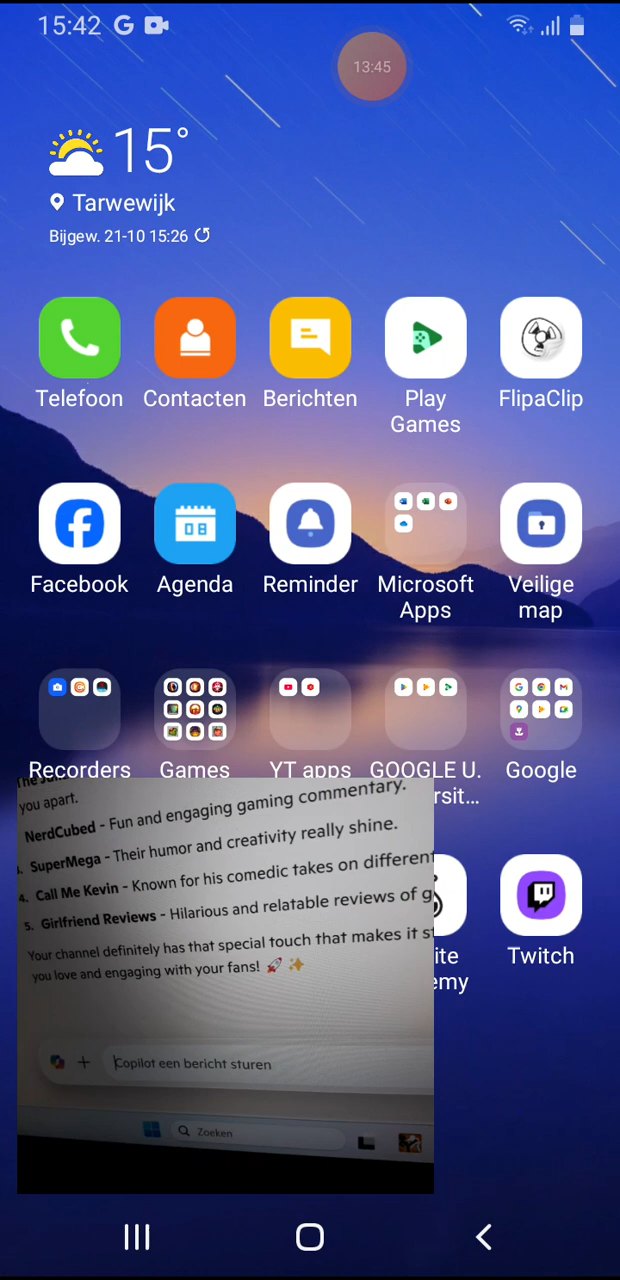 15:42
13:45
15°
Tarwewijk
Bijgew. 21-10 15:26
Telefoon Contacten Berichten Play Games FlipaClip
08
Facebook Agenda Reminder Microsoft Apps Veilige map
Recorders Games YT apps GOOGLE U. Google
rsit...
you apart.
NerdCubed - Fun and engaging gaming commentary.
SuperMega - Their humor and creativity really shine.
4. Call Me Kevin - Known for his comedic takes on different
5. Girlfriend Reviews - Hilarious and relatable reviews of g
Your channel definitely has that special touch that makes it st
you love and engaging with your fans! 🚀 ✨
ite
emy
Twitch
Copilot een bericht sturen
Zoeken